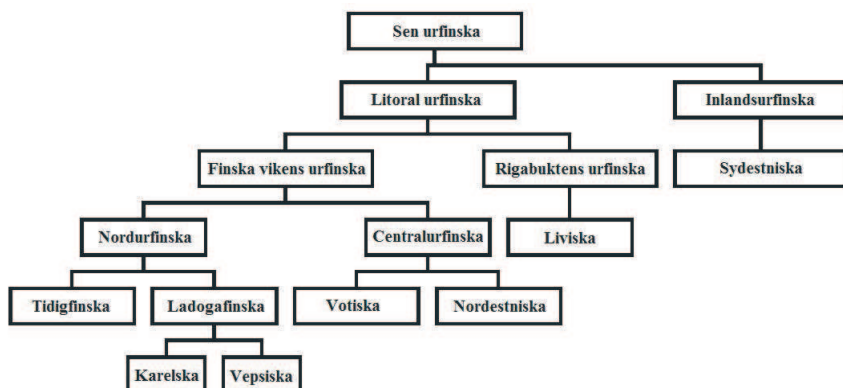 Sen urfinska
Litoral urfinska
Inlandsurfinska
Finska vikens urfinska
Rigabuktens urfinska
Sydestniska
Nordurfinska
Centralurfinska
Liviska
Tidigfinska
Ladogafinska
Votiska
Nordestniska
Karelska
Vepsiska